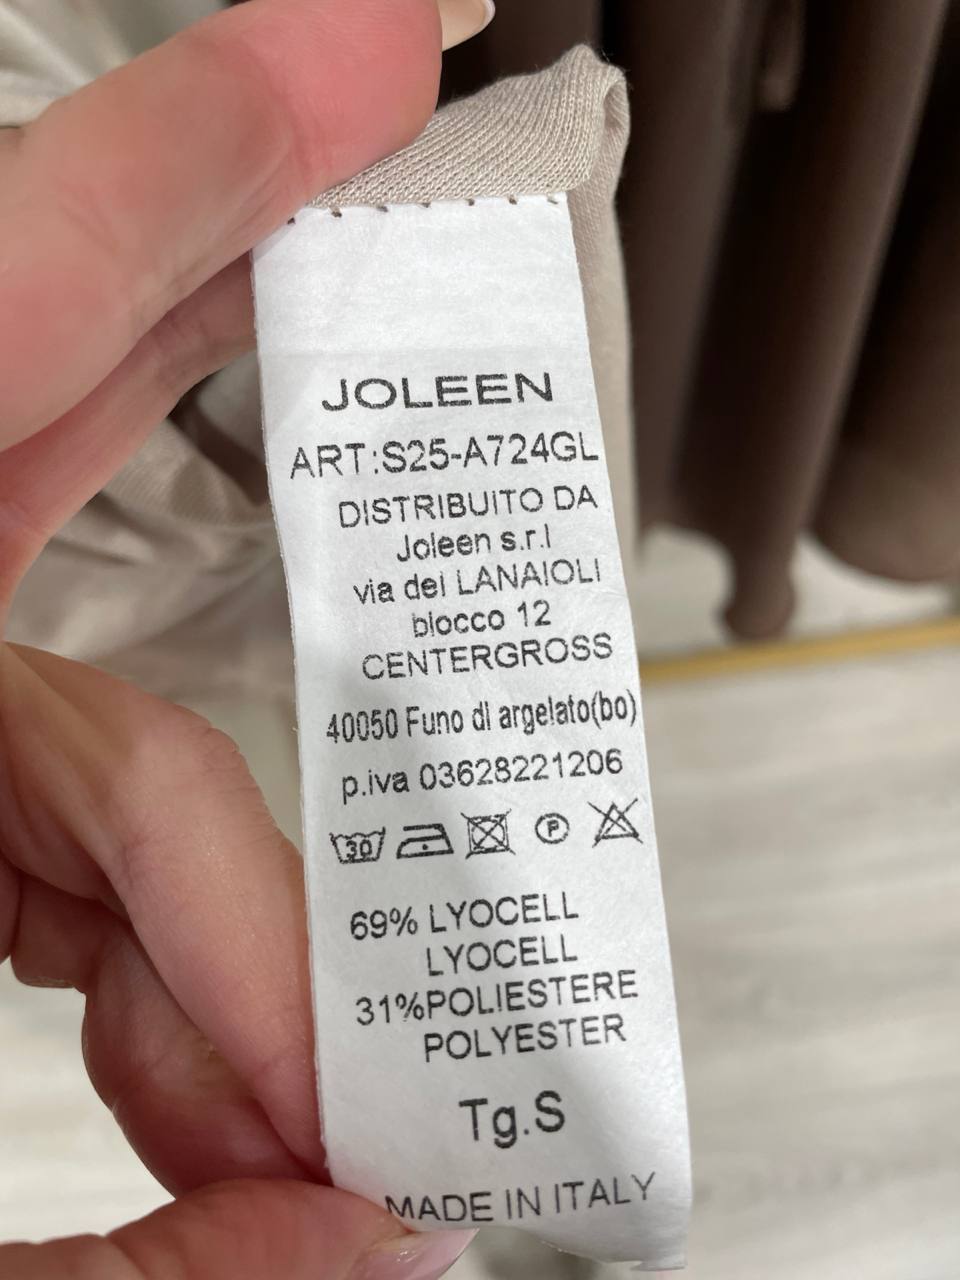 JOLEEN
ART:S25-A724GL
DISTRIBUITO DA
Joleen s.r.l
via dei LANAIOLI
blocco 12
CENTERGROSS
40050 Funo di argelato(bo)
p.iva 03628221206
30 P
69% LYOCELL
LYOCELL
31%POLIESTERE
POLYESTER
Tg.S
MADE IN ITALY